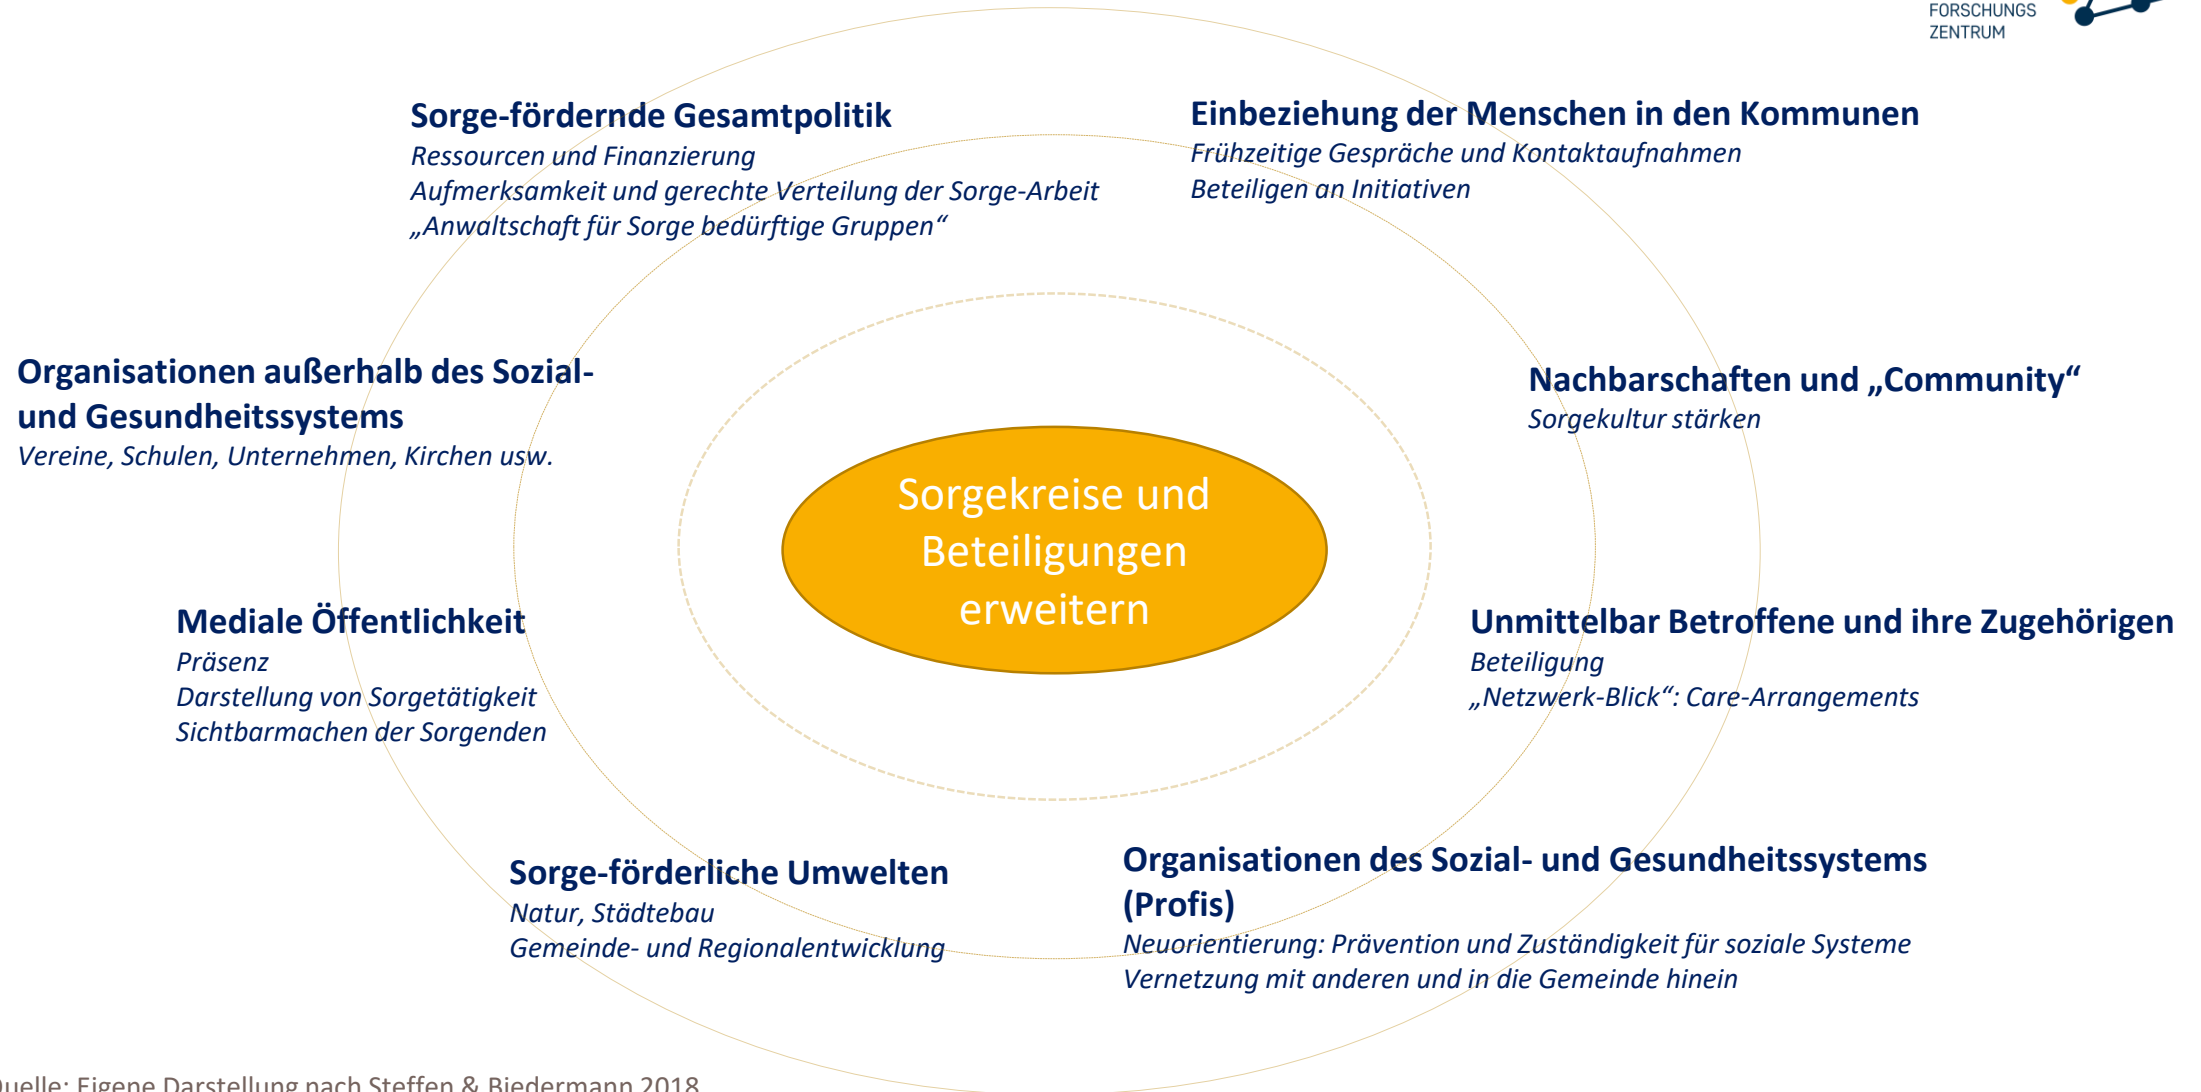 FORSCHUNGS
ZENTRUM
Sorge-fördernde Gesamtpolitik
Ressourcen und Finanzierung
Aufmerksamkeit und gerechte Verteilung der Sorge-Arbeit
„Anwaltschaft für Sorge bedürftige Gruppen“
Einbeziehung der Menschen in den Kommunen
Frühzeitige Gespräche und Kontaktaufnahmen
Beteiligen an Initiativen
Organisationen außerhalb des Sozial-
und Gesundheitssystems
Vereine, Schulen, Unternehmen, Kirchen usw.
Nachbarschaften und „Community“
Sorgekultur stärken
Sorgekreise und
Beteiligungen
erweitern
Mediale Öffentlichkeit
Präsenz
Darstellung von Sorgetätigkeit
Sichtbarmachen der Sorgenden
Unmittelbar Betroffene und ihre Zugehörigen
Beteiligung
„Netzwerk-Blick“: Care-Arrangements
Sorge-förderliche Umwelten
Natur, Städtebau
Gemeinde- und Regionalentwicklung
Organisationen des Sozial- und Gesundheitssystems
(Profis)
Neuorientierung: Prävention und Zuständigkeit für soziale Systeme
Vernetzung mit anderen und in die Gemeinde hinein
Quelle: Eigene Darstellung nach Steffen & Biedermann 2018